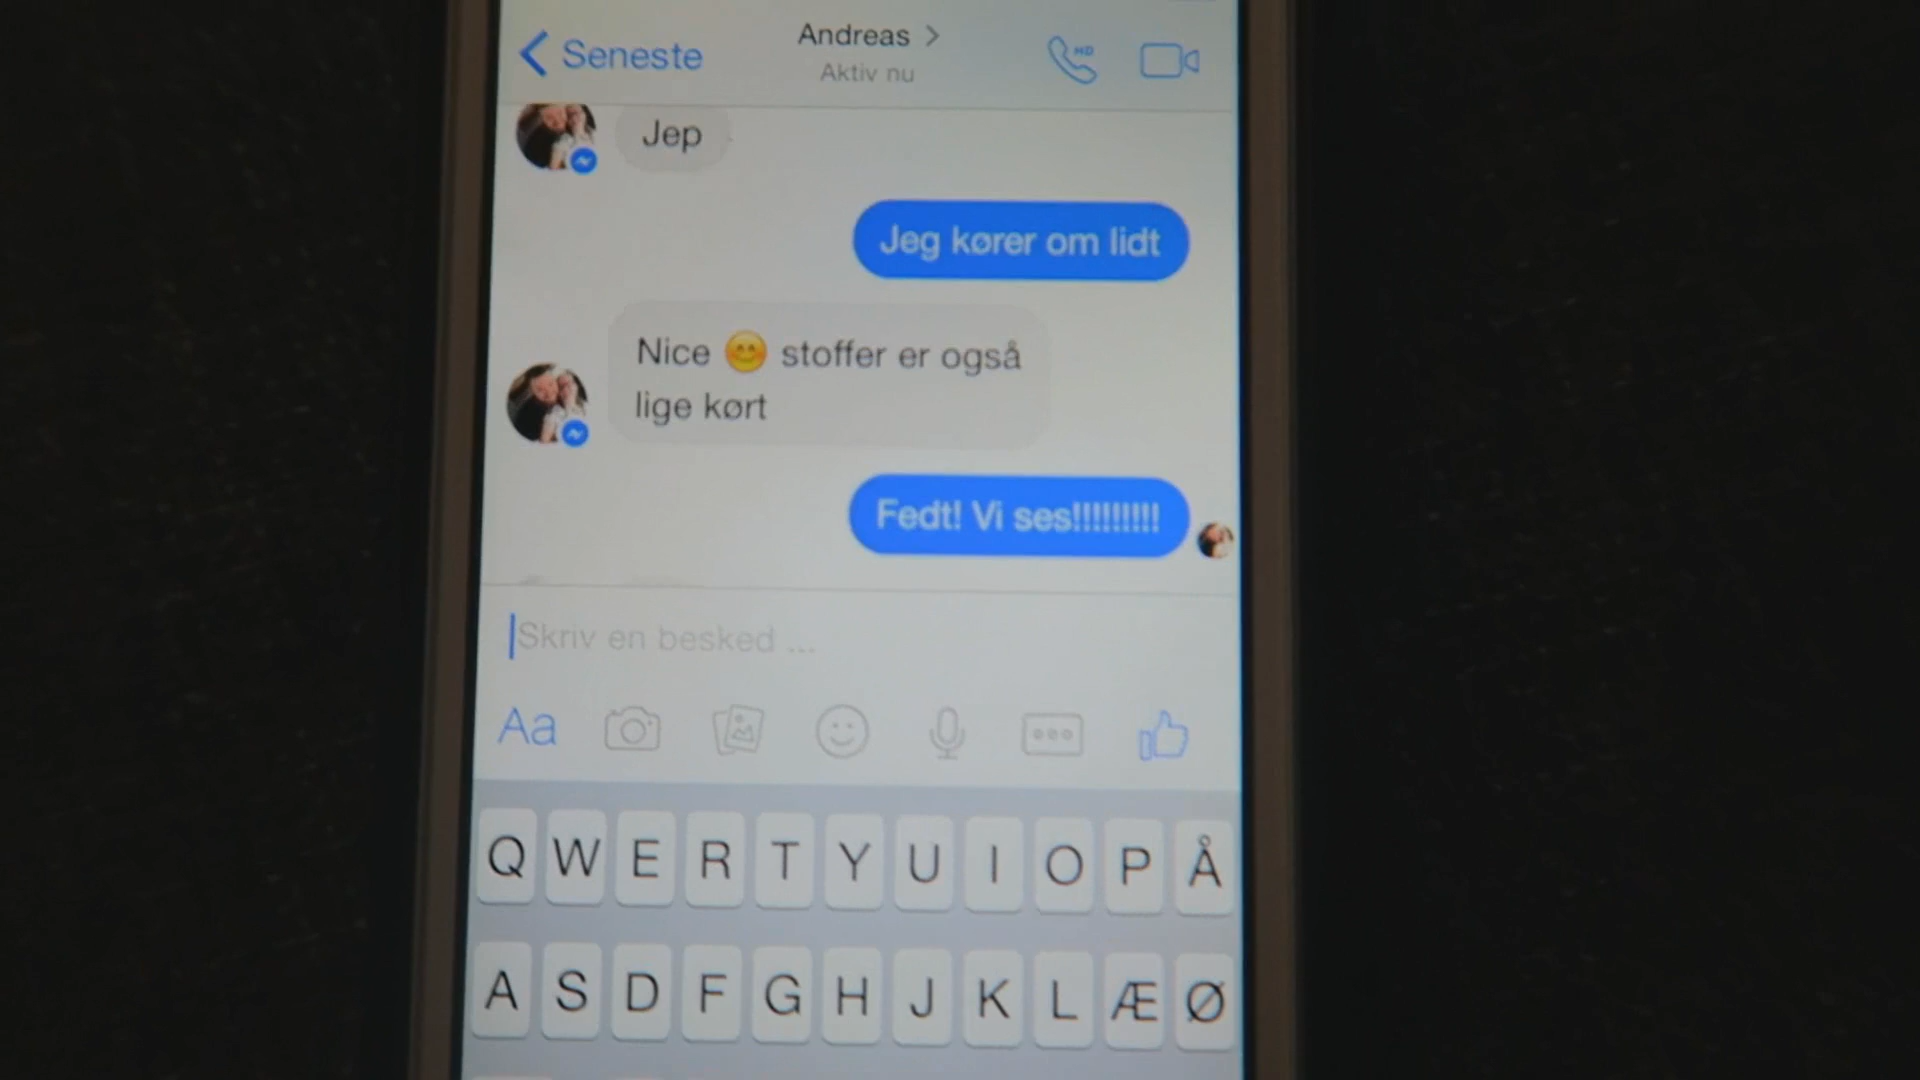 Seneste
Andreas
Aktiv nu
HD
Jep
Jeg kører om lidt
Nice 😊 stoffer er også
lige kørt
Fedt! Vi ses!!!!!!!!!!
Skriv en besked ...
Aa
Q W E R T Y U I O P Å
A S D F G H J K L Æ Ø